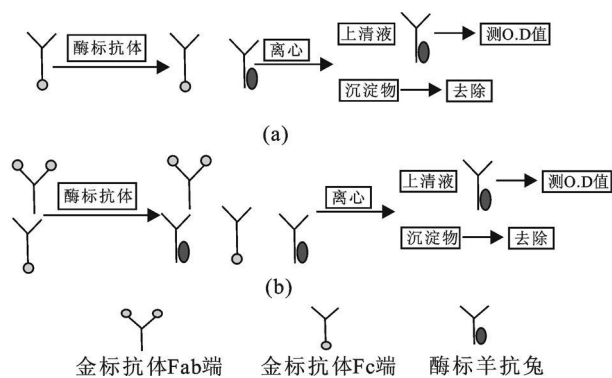 酶标抗体 离心 上清液 测O.D值
沉淀物 去除
(a)
酶标抗体 离心 上清液 测O.D值
沉淀物 去除
(b)
金标抗体Fab端 金标抗体Fc端 酶标羊抗兔